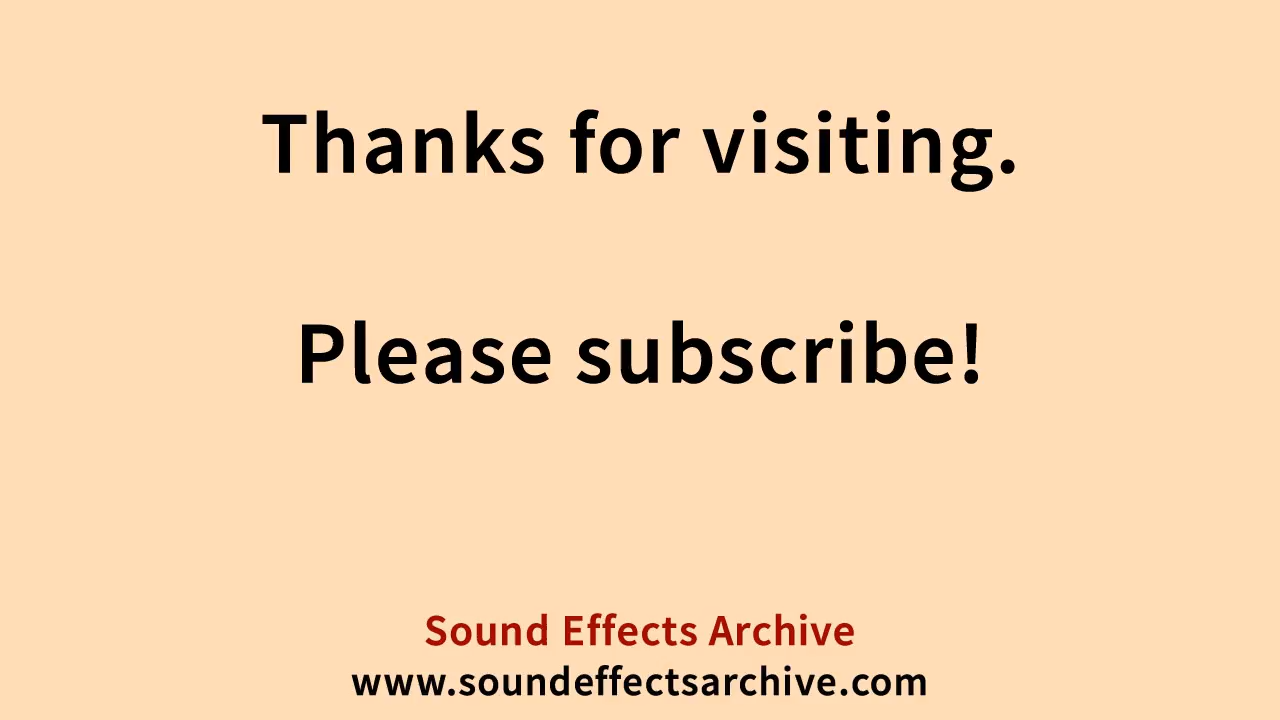 Thanks for visiting.
Please subscribe!
Sound Effects Archive
www.soundeffectsarchive.com